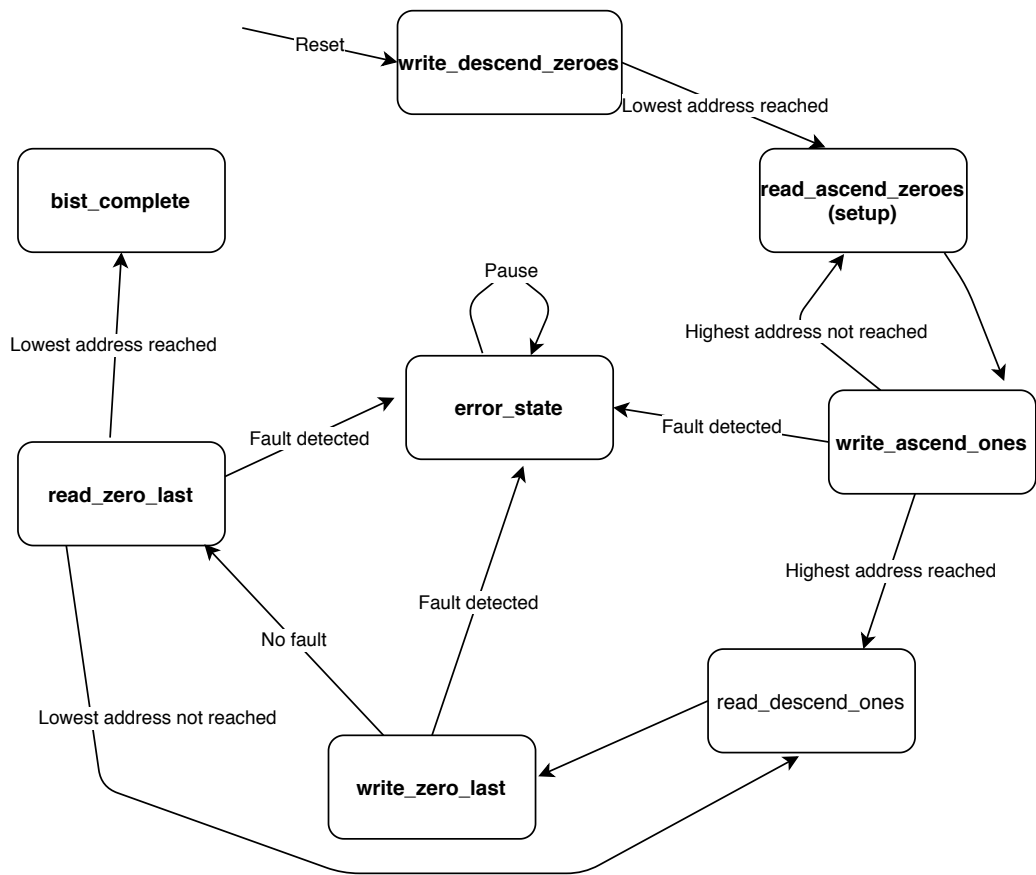 Reset
write_descend_zeroes
Lowest address reached
bist_complete
read_ascend_zeroes
(setup)
Pause
Highest address not reached
Lowest address reached
error_state
Fault detected
Fault detected
write_ascend_ones
read_zero_last
Highest address reached
Fault detected
No fault
read_descend_ones
Lowest address not reached
write_zero_last